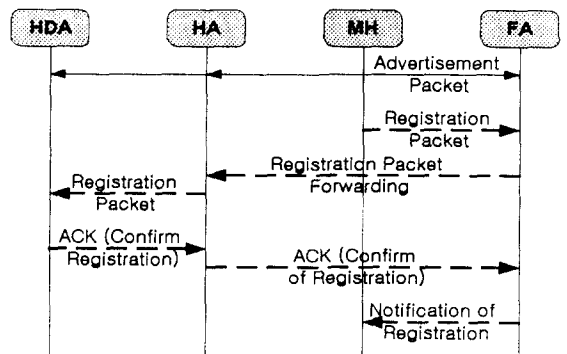 HDA HA MH FA
Advertisement
Packet
Registration
Packet
Registration Packet
Forwarding
Registration
Packet
ACK (Confirm
Registration)
ACK (Confirm
of Registration)
Notification of
Registration